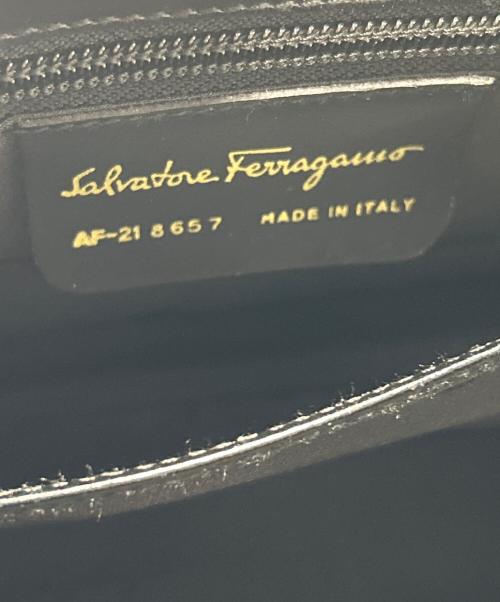 Salvatore Ferragamo
AF-21 8657 MADE IN ITALY